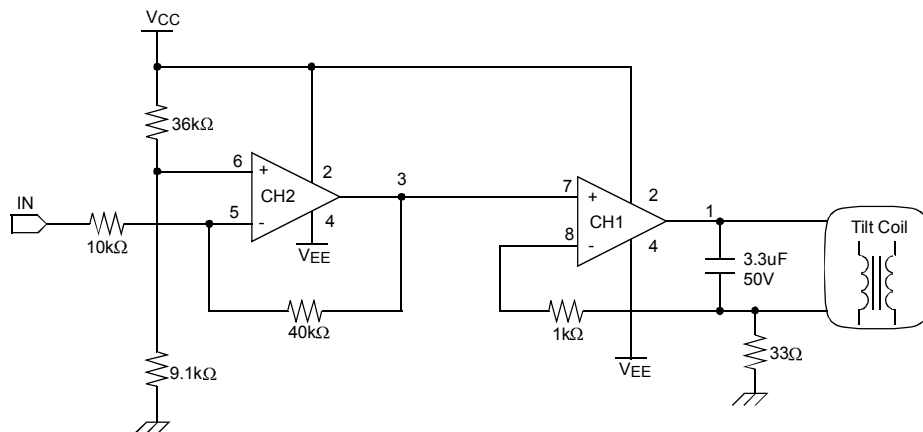 VCC
36kΩ
6
+
2
3
7
+
2
CH2
CH1
1
IN
5
-
4
8
-
4
Tilt Coil
10kΩ
VEE
3.3uF
50V
40kΩ
1kΩ
33Ω
9.1kΩ
VEE